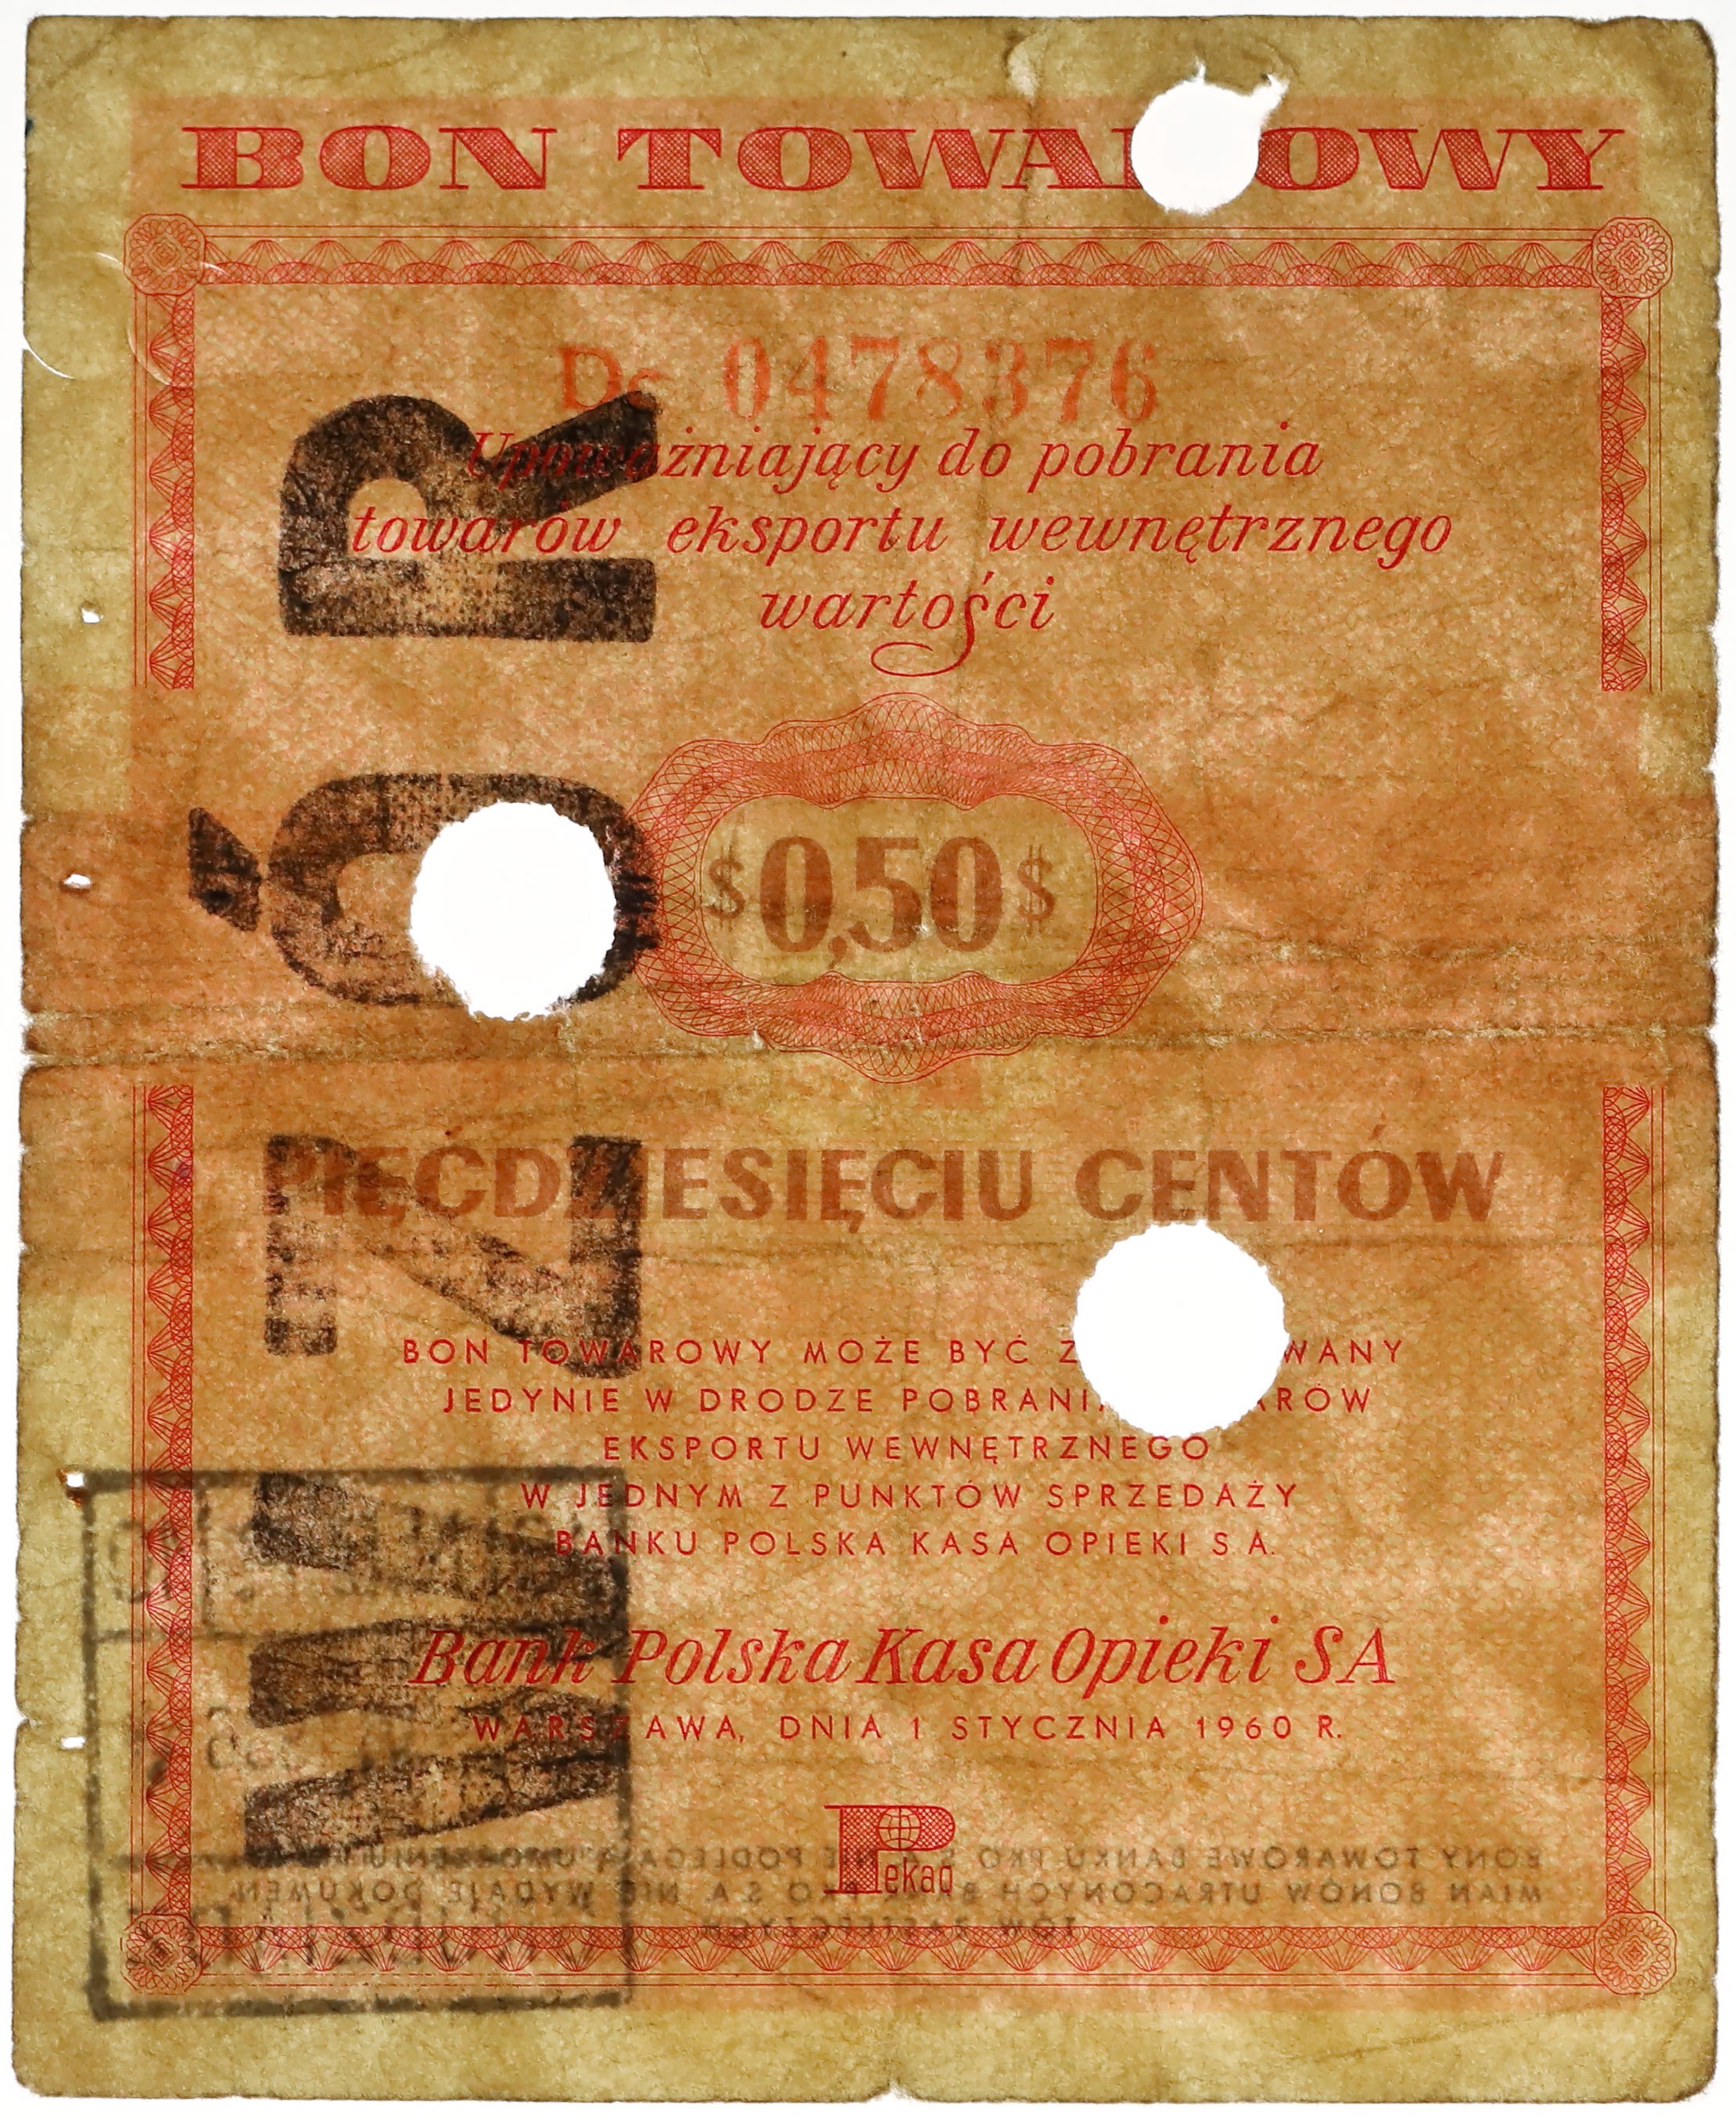 BON TOWA OWY
0478376
Upoważniający do pobrania
towarów eksportu wewnętrznego
wartości
$0,50$
PIĘĆDZIESIĘCIU CENTÓW
BON TOWAROWY MOŻE BYĆ Z WANY
JEDYNIE W DRODZE POBRANI RÓW
EKSPORTU WEWNĘTRZNEGO
W JEDNYM Z PUNKTÓW SPRZEDAŻY
BANKU POLSKA KASA OPIEKI S.A.
Bank Polska Kasa Opieki SA
WARSZAWA, DNIA 1 STYCZNIA 1960 R.
Pekao
WZÓR